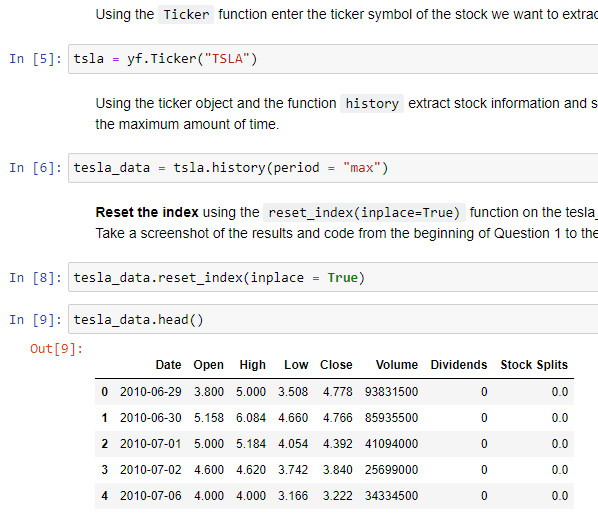 Using the Ticker function enter the ticker symbol of the stock we want to extrac
In [5]: tsla = yf.Ticker("TSLA")
Using the ticker object and the function history extract stock information and s
the maximum amount of time.
In [6]: tesla_data = tsla.history(period = "max")
Reset the index using the reset_index(inplace=True) function on the tesla_
Take a screenshot of the results and code from the beginning of Question 1 to the
In [8]: tesla_data.reset_index(inplace = True)
In [9]: tesla_data.head()
Out[9]:
Date Open High Low Close Volume Dividends Stock Splits
0 2010-06-29 3.800 5.000 3.508 4.778 93831500 0 0.0
1 2010-06-30 5.158 6.084 4.660 4.766 85935500 0 0.0
2 2010-07-01 5.000 5.184 4.054 4.392 41094000 0 0.0
3 2010-07-02 4.600 4.620 3.742 3.840 25699000 0 0.0
4 2010-07-06 4.000 4.000 3.166 3.222 34334500 0 0.0